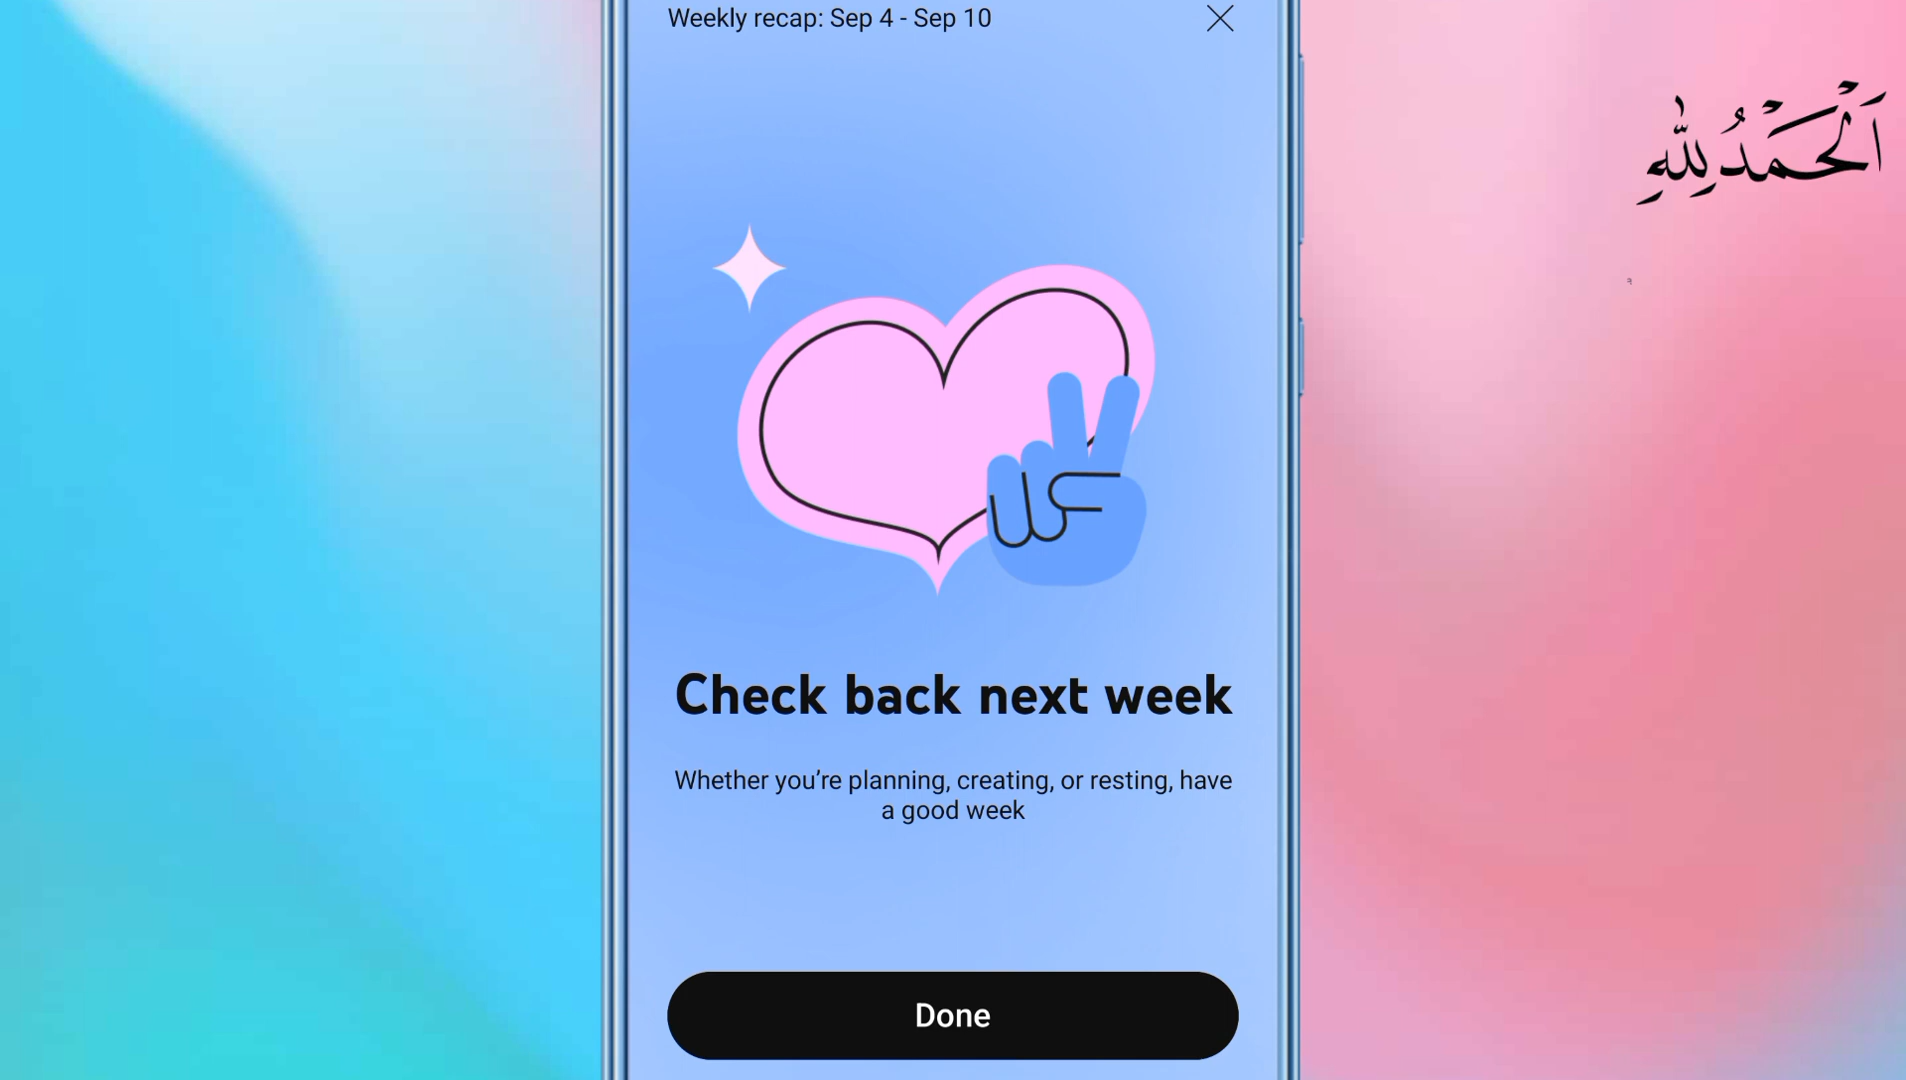 Weekly recap: Sep 4 - Sep 10
اَلْحَمْدُلِلّٰهِ
Check back next week
Whether you’re planning, creating, or resting, have
a good week
Done